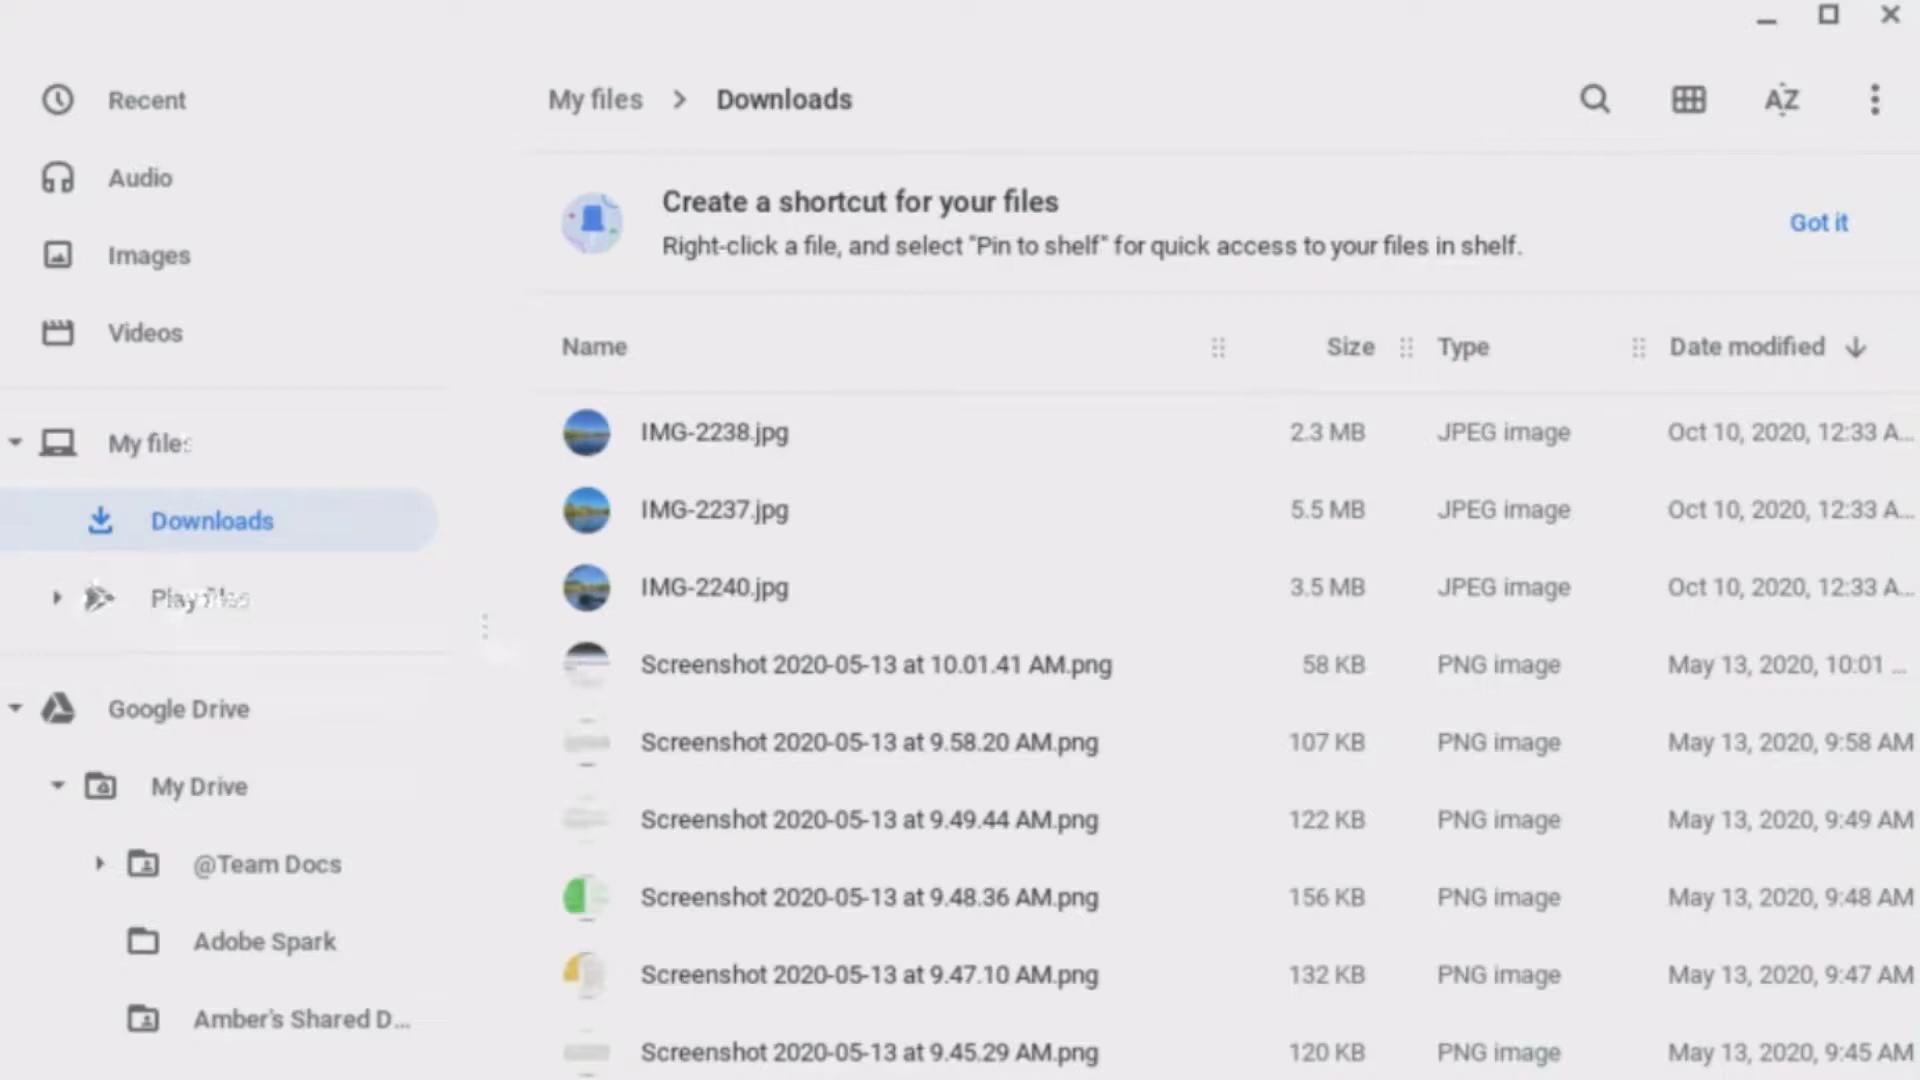 Recent
Audio
Images
Videos
My files
Downloads
Play files
Google Drive
My Drive
@Team Docs
Adobe Spark
Amber's Shared D...
My files > Downloads
AZ
Create a shortcut for your files
Right-click a file, and select "Pin to shelf" for quick access to your files in shelf.
Got it
Name Size Type Date modified
IMG-2238.jpg 2.3 MB JPEG image Oct 10, 2020, 12:33 A...
IMG-2237.jpg 5.5 MB JPEG image Oct 10, 2020, 12:33 A...
IMG-2240.jpg 3.5 MB JPEG image Oct 10, 2020, 12:33 A...
Screenshot 2020-05-13 at 10.01.41 AM.png 58 KB PNG image May 13, 2020, 10:01 ...
Screenshot 2020-05-13 at 9.58.20 AM.png 107 KB PNG image May 13, 2020, 9:58 AM
Screenshot 2020-05-13 at 9.49.44 AM.png 122 KB PNG image May 13, 2020, 9:49 AM
Screenshot 2020-05-13 at 9.48.36 AM.png 156 KB PNG image May 13, 2020, 9:48 AM
Screenshot 2020-05-13 at 9.47.10 AM.png 132 KB PNG image May 13, 2020, 9:47 AM
Screenshot 2020-05-13 at 9.45.29 AM.png 120 KB PNG image May 13, 2020, 9:45 AM